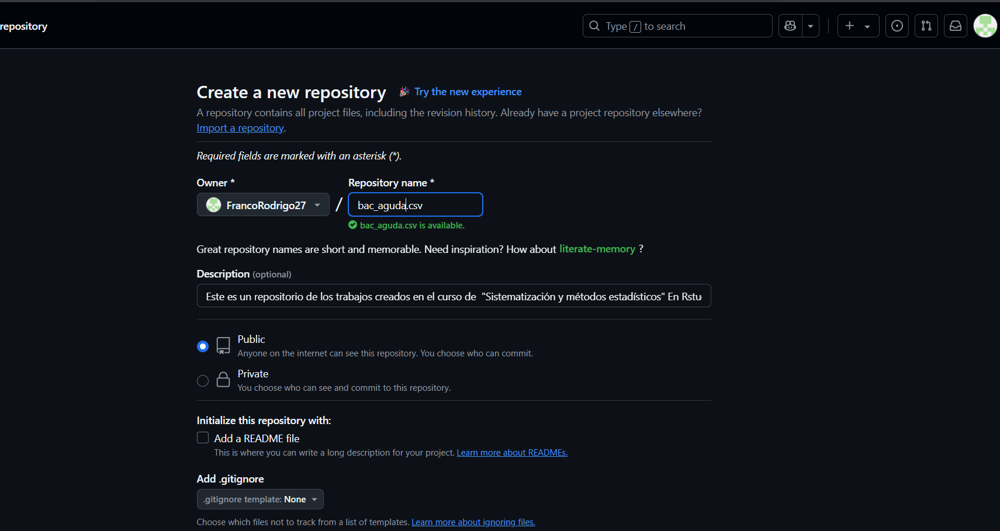 repository
Type / to search
Create a new repository Try the new experience
A repository contains all project files, including the revision history. Already have a project repository elsewhere?
Import a repository.
Required fields are marked with an asterisk (*).
Owner * Repository name *
FrancoRodrigo27 / bac_aguda.csv
bac_aguda.csv is available.
Great repository names are short and memorable. Need inspiration? How about literate-memory ?
Description (optional)
Este es un repositorio de los trabajos creados en el curso de "Sistematización y métodos estadísticos" En Rstu
Public
Anyone on the internet can see this repository. You choose who can commit.
Private
You choose who can see and commit to this repository.
Initialize this repository with:
Add a README file
This is where you can write a long description for your project. Learn more about READMEs.
Add .gitignore
.gitignore template: None
Choose which files not to track from a list of templates. Learn more about ignoring files.